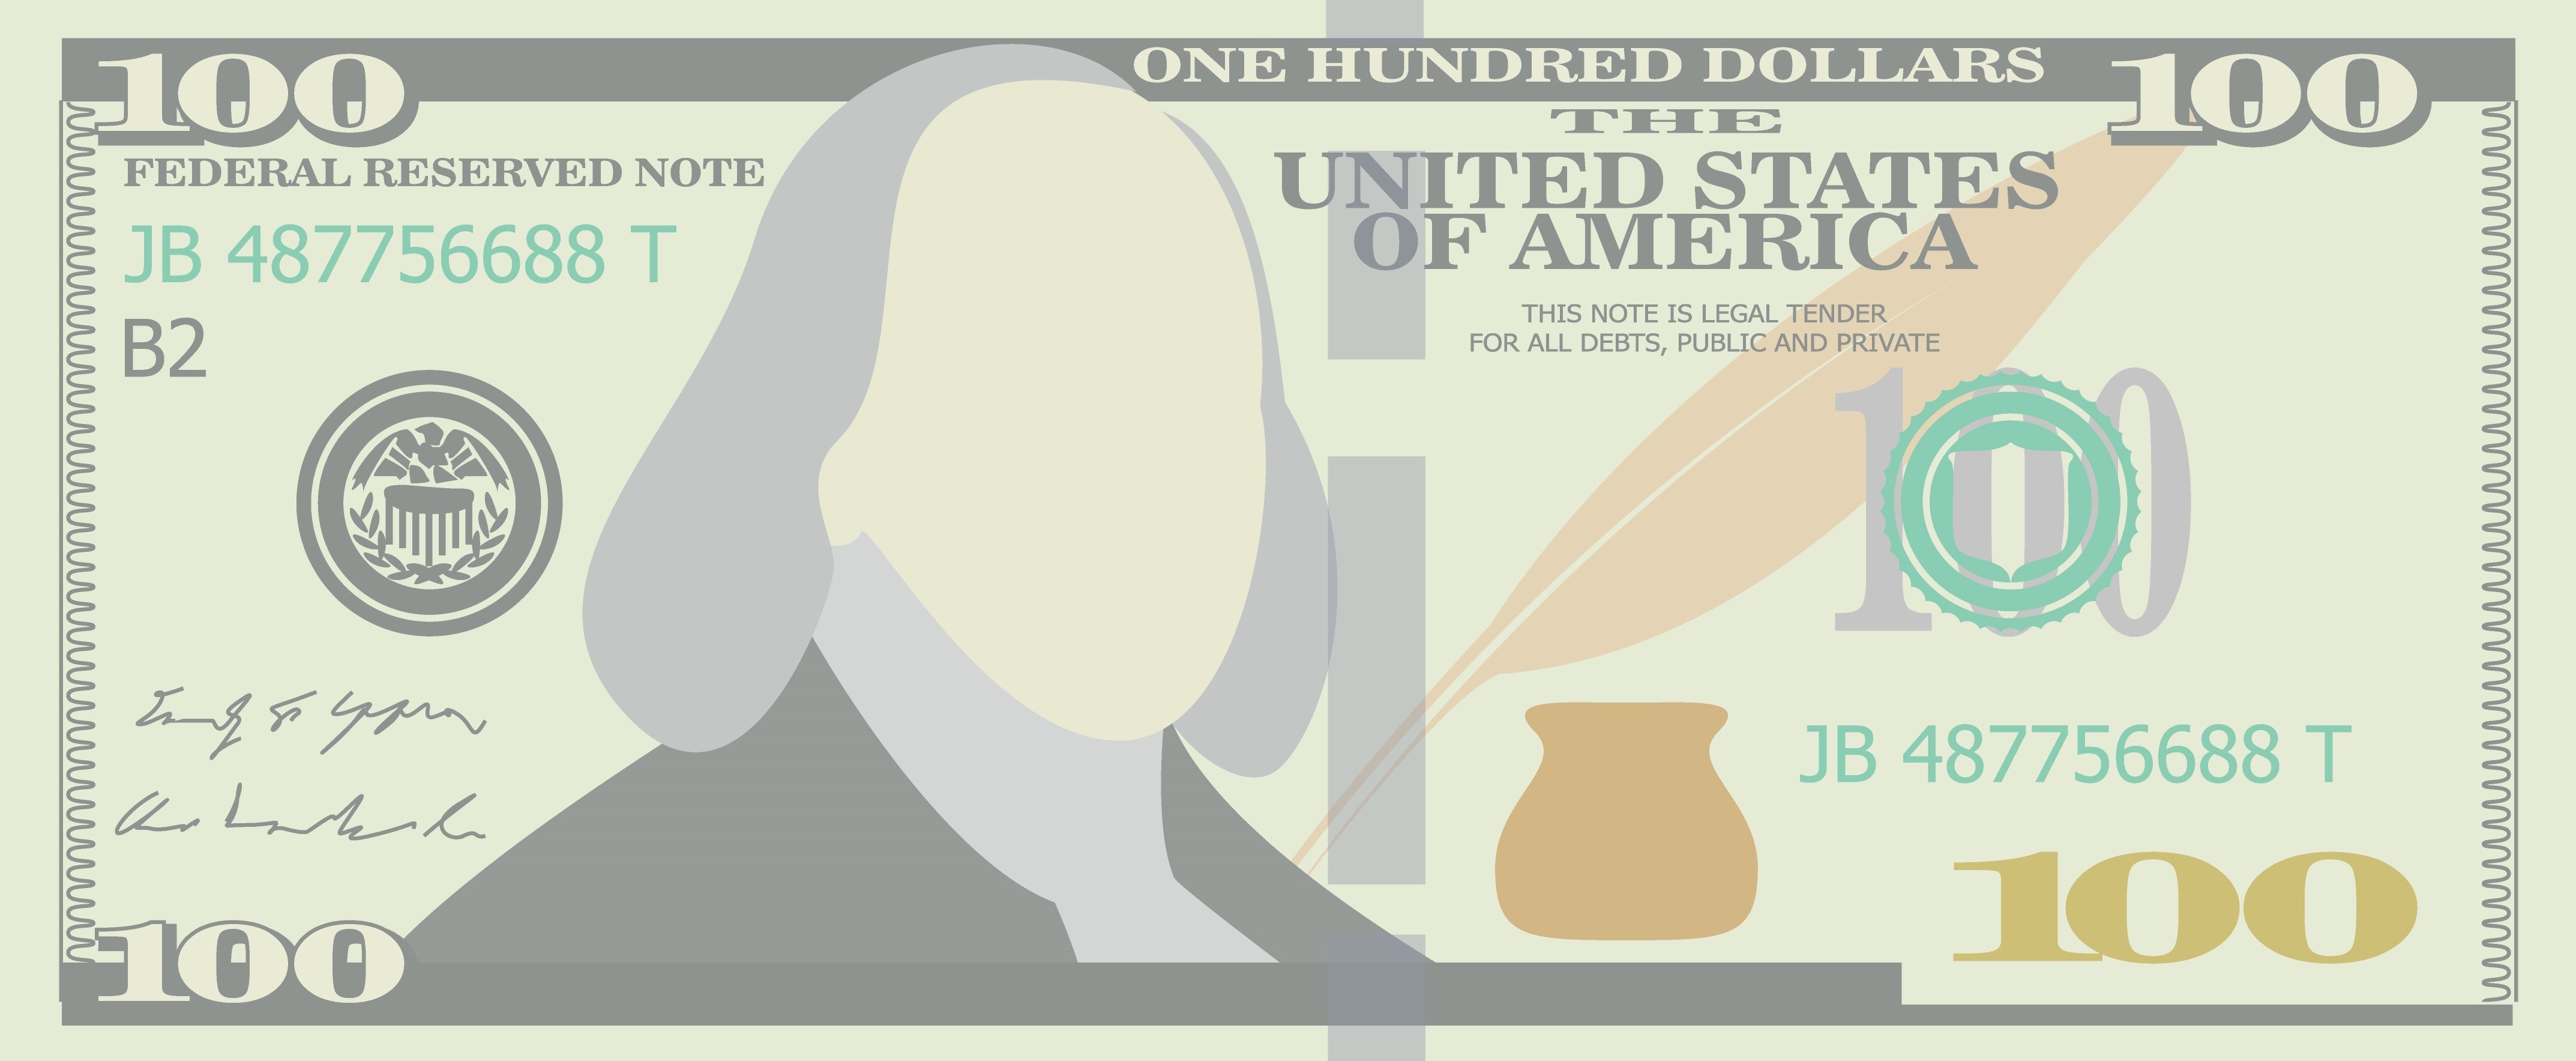 100
ONE HUNDRED DOLLARS
100
FEDERAL RESERVED NOTE
THE
UNITED STATES
OF AMERICA
JB 487756688 T
B2
THIS NOTE IS LEGAL TENDER
FOR ALL DEBTS, PUBLIC AND PRIVATE
100
JB 487756688 T
100
100